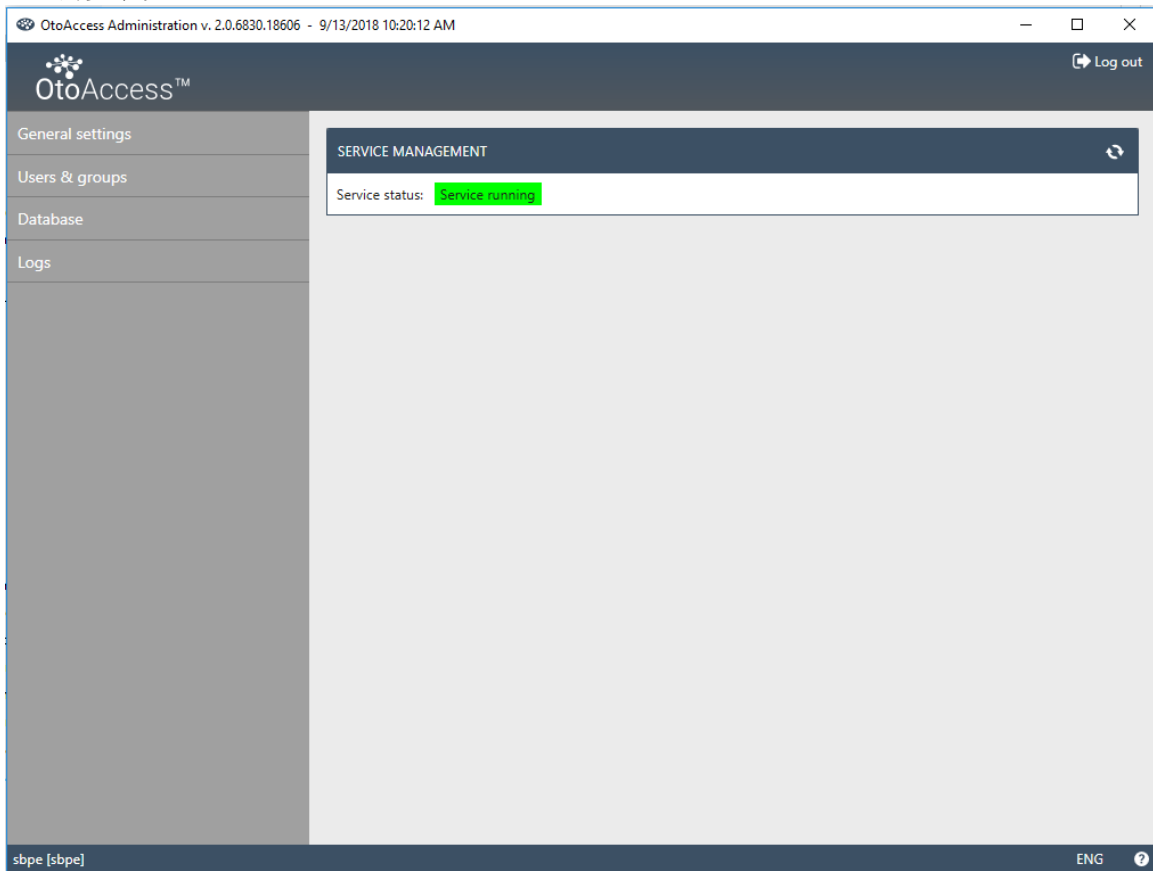 OtoAccess Administration v. 2.0.6830.18606 - 9/13/2018 10:20:12 AM
OtoAccess™
Log out
General settings
Users & groups
Database
Logs
SERVICE MANAGEMENT
Service status: Service running
sbpe [sbpe]
ENG ?